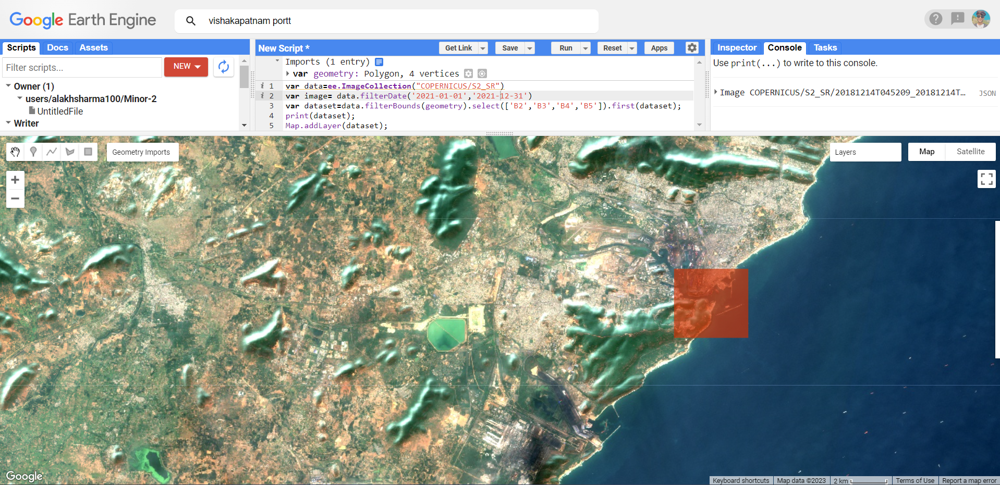 Google Earth Engine
vishakapatnam portt
Scripts Docs Assets
Filter scripts...
NEW
Owner (1)
users/alakhsharma100/Minor-2
UntitledFile
Writer
New Script *
Get Link Save Run Reset Apps
Imports (1 entry)
var geometry: Polygon, 4 vertices
i 1 var data=ee.ImageCollection("COPERNICUS/S2_SR")
i 2 var image= data.filterDate('2021-01-01','2021-12-31')
3 var dataset=data.filterBounds(geometry).select(['B2','B3','B4','B5']).first(dataset);
4 print(dataset);
5 Map.addLayer(dataset);
Inspector Console Tasks
Use print(...) to write to this console.
Image COPERNICUS/S2_SR/20181214T045209_20181214T... JSON
Geometry Imports
Layers
Map Satellite
+
−
Google
Keyboard shortcuts Map data ©2023 2 km Terms of Use Report a map error